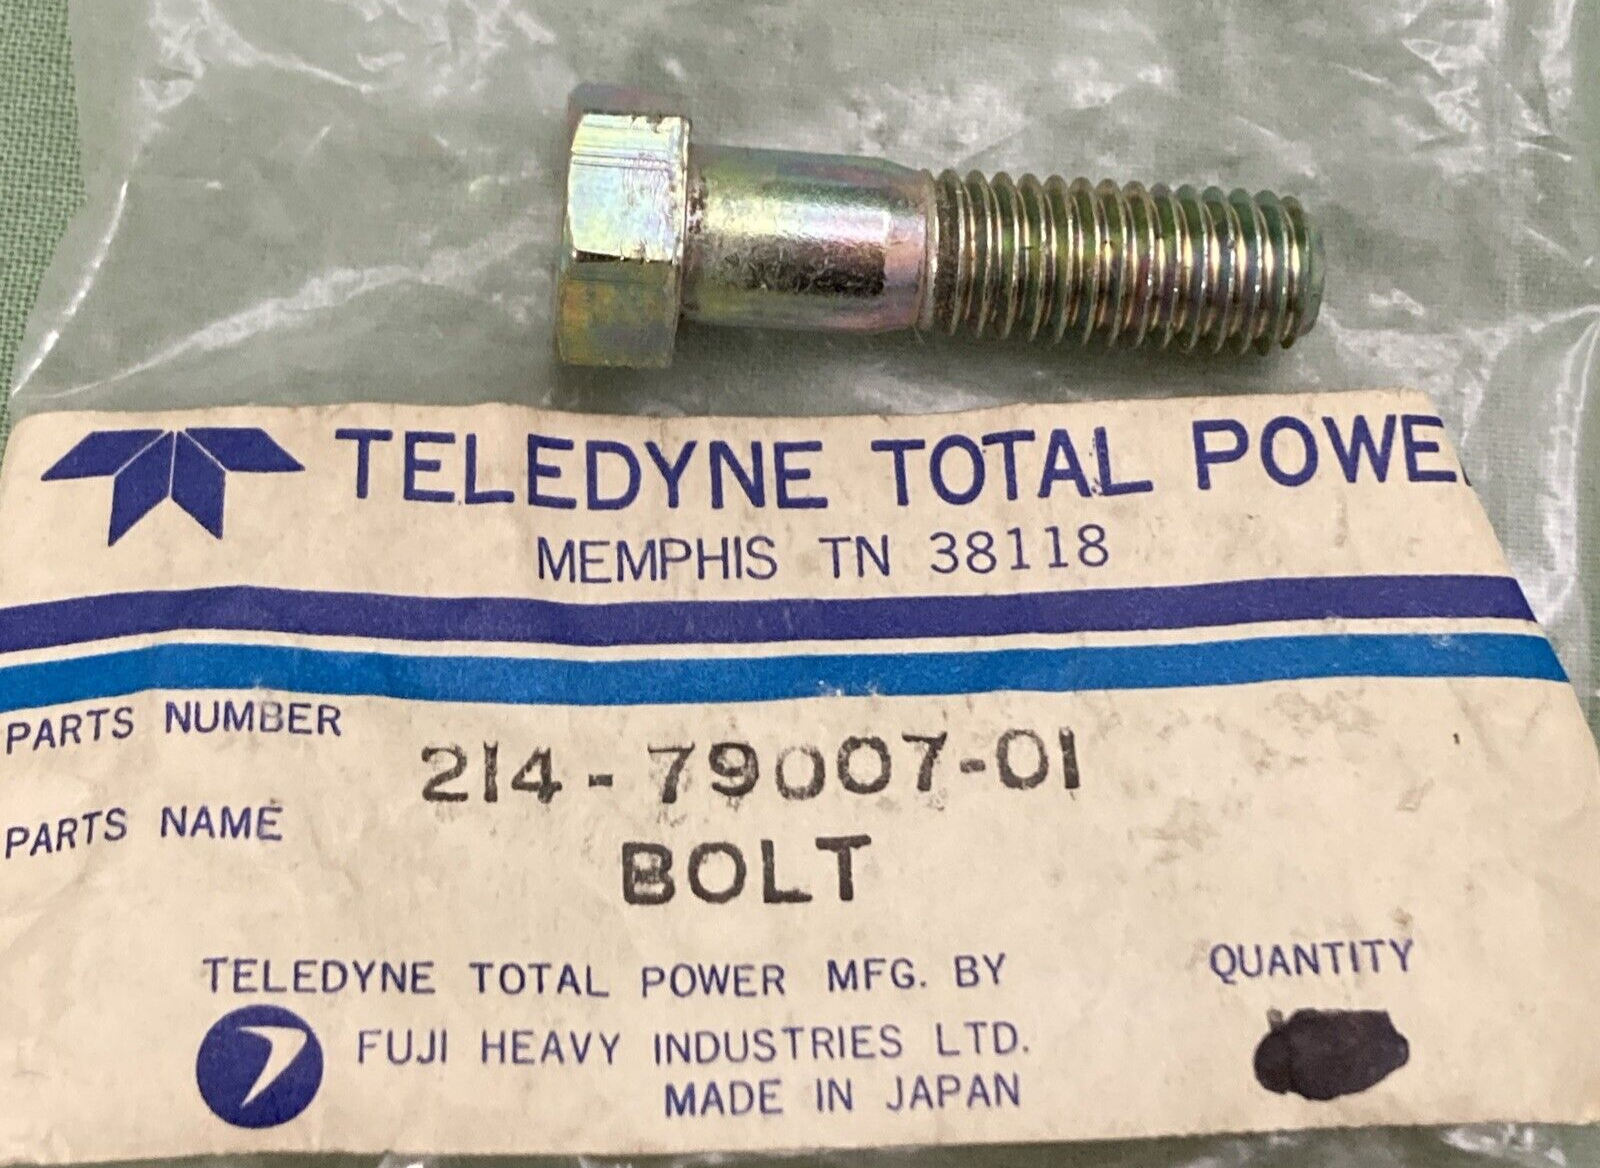 TELEDYNE TOTAL POWE
MEMPHIS TN 38118
PARTS NUMBER 214-79007-01
PARTS NAME BOLT
TELEDYNE TOTAL POWER MFG. BY
FUJI HEAVY INDUSTRIES LTD.
MADE IN JAPAN
QUANTITY